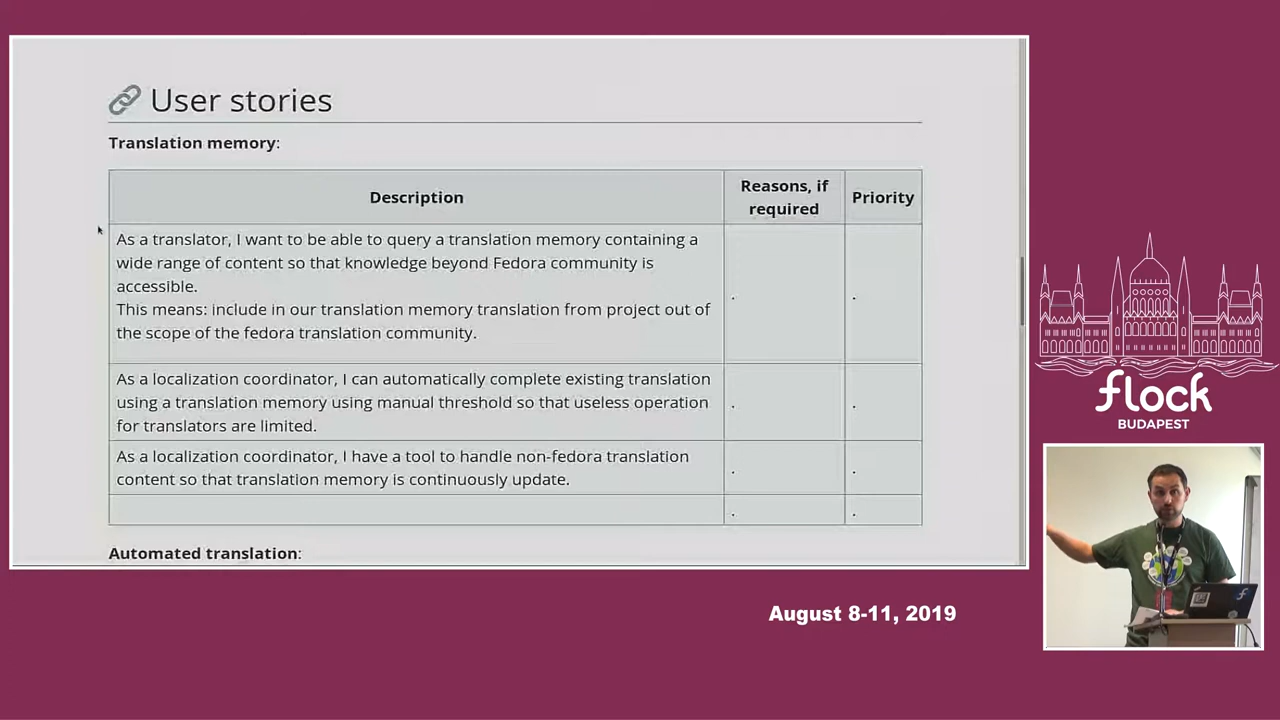 User stories
Translation memory:
Description
Reasons, if
required
Priority
As a translator, I want to be able to query a translation memory containing a
wide range of content so that knowledge beyond Fedora community is
accessible.
This means: include in our translation memory translation from project out of
the scope of the fedora translation community.
.
.
As a localization coordinator, I can automatically complete existing translation
using a translation memory using manual threshold so that useless operation
for translators are limited.
.
.
As a localization coordinator, I have a tool to handle non-fedora translation
content so that translation memory is continuously update.
.
.
.
.
Automated translation:
flock
BUDAPEST
August 8-11, 2019